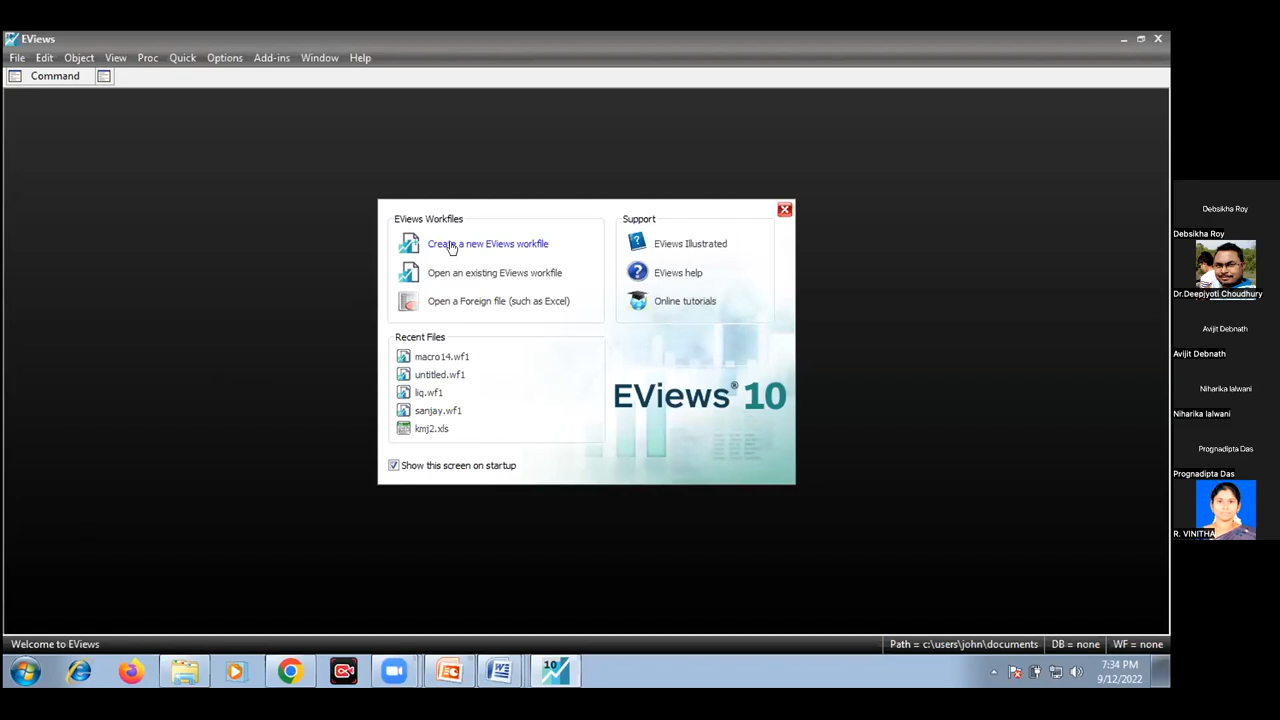 EViews
File Edit Object View Proc Quick Options Add-ins Window Help
Command
EViews Workfiles
Create a new EViews workfile
Open an existing EViews workfile
Open a Foreign file (such as Excel)
Support
EViews Illustrated
EViews help
Online tutorials
Recent Files
macro14.wf1
untitled.wf1
liq.wf1
sanjay.wf1
kmj2.xls
EViews® 10
Show this screen on startup
Welcome to EViews
Path = c:\users\john\documents DB = none WF = none
10
7:34 PM
9/12/2022
Debsikha Roy
Debsikha Roy
Dr.Deepjyoti Choudhury
Avijit Debnath
Avijit Debnath
Niharika lalwani
Niharika lalwani
Prognadipta Das
Prognadipta Das
R. VINITHA